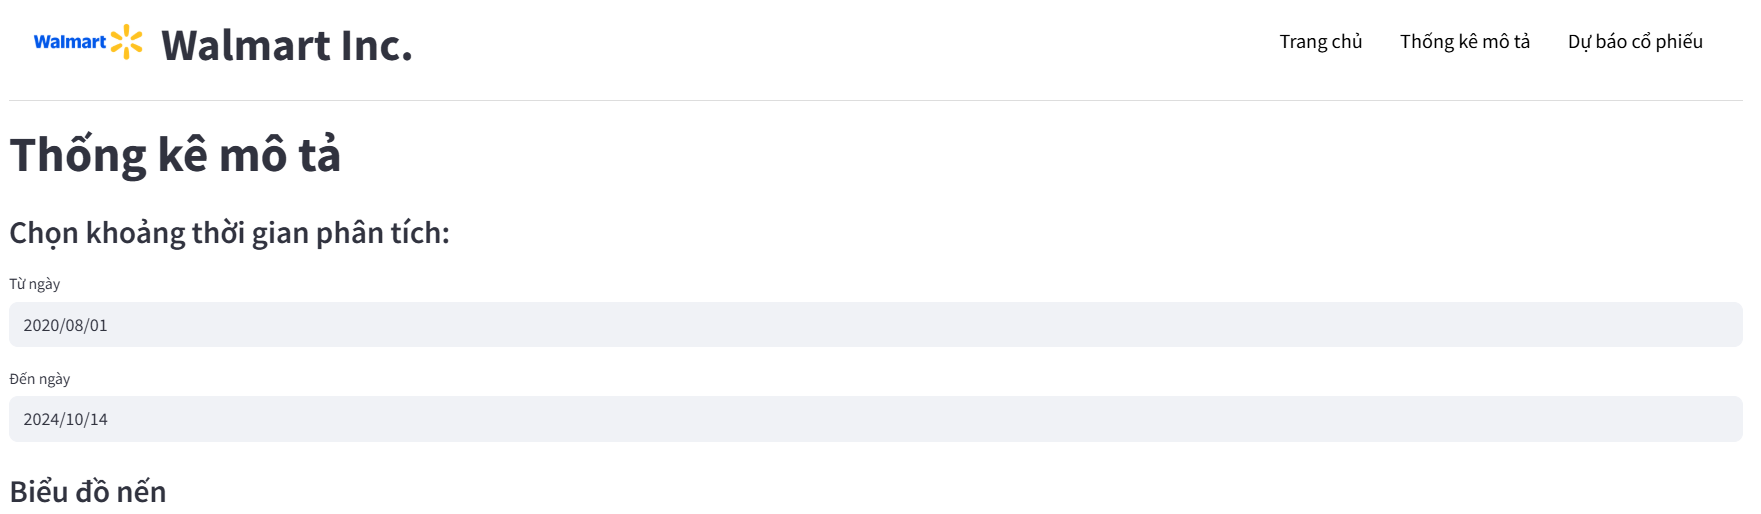 Walmart Walmart Inc. Trang chủ Thống kê mô tả Dự báo cổ phiếu
Thống kê mô tả
Chọn khoảng thời gian phân tích:
Từ ngày
2020/08/01
Đến ngày
2024/10/14
Biểu đồ nến